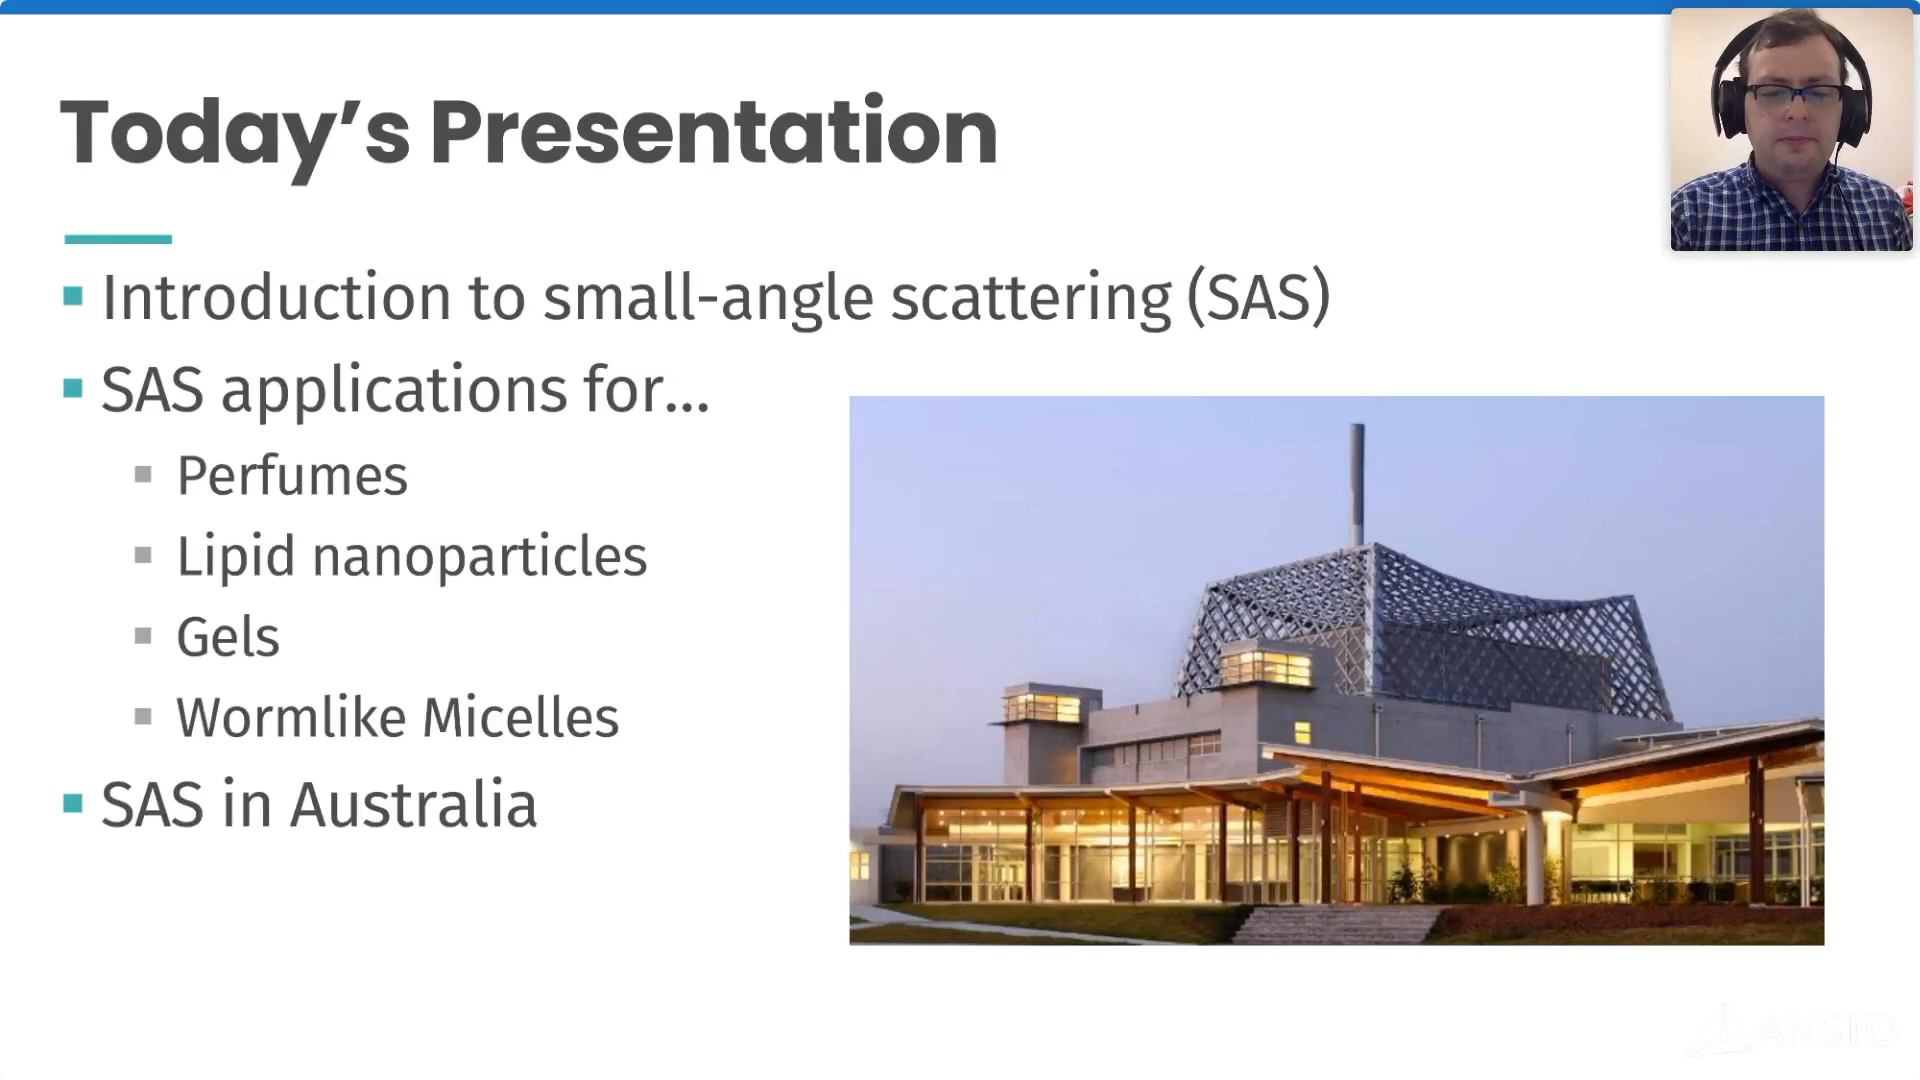 Today’s Presentation
Introduction to small-angle scattering (SAS)
SAS applications for...
Perfumes
Lipid nanoparticles
Gels
Wormlike Micelles
SAS in Australia
ANSTO